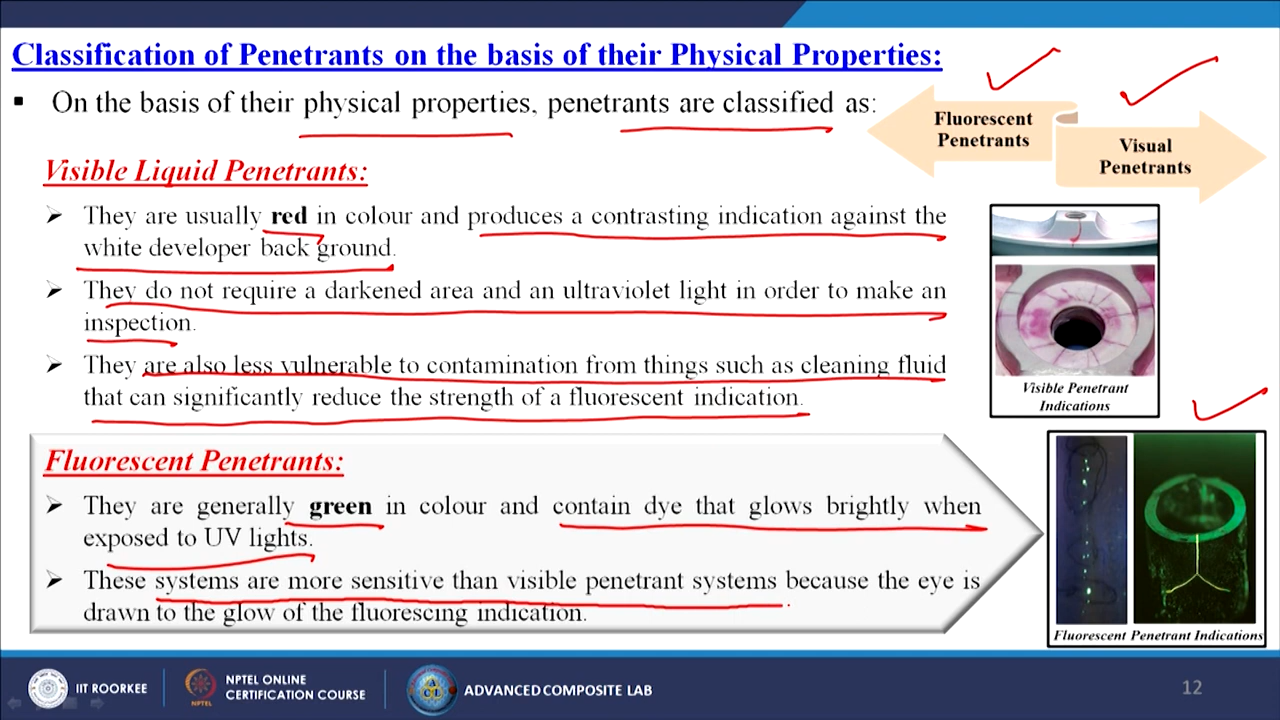 Classification of Penetrants on the basis of their Physical Properties:
▪ On the basis of their physical properties, penetrants are classified as:
Fluorescent
Penetrants
Visual
Penetrants
Visible Liquid Penetrants:
➢ They are usually red in colour and produces a contrasting indication against the
white developer back ground.
➢ They do not require a darkened area and an ultraviolet light in order to make an
inspection.
➢ They are also less vulnerable to contamination from things such as cleaning fluid
that can significantly reduce the strength of a fluorescent indication.
Visible Penetrant
Indications
Fluorescent Penetrants:
➢ They are generally green in colour and contain dye that glows brightly when
exposed to UV lights.
➢ These systems are more sensitive than visible penetrant systems because the eye is
drawn to the glow of the fluorescing indication.
Fluorescent Penetrant Indications
IIT ROORKEE
NPTEL
NPTEL ONLINE
CERTIFICATION COURSE
ADVANCED COMPOSITE LAB
12